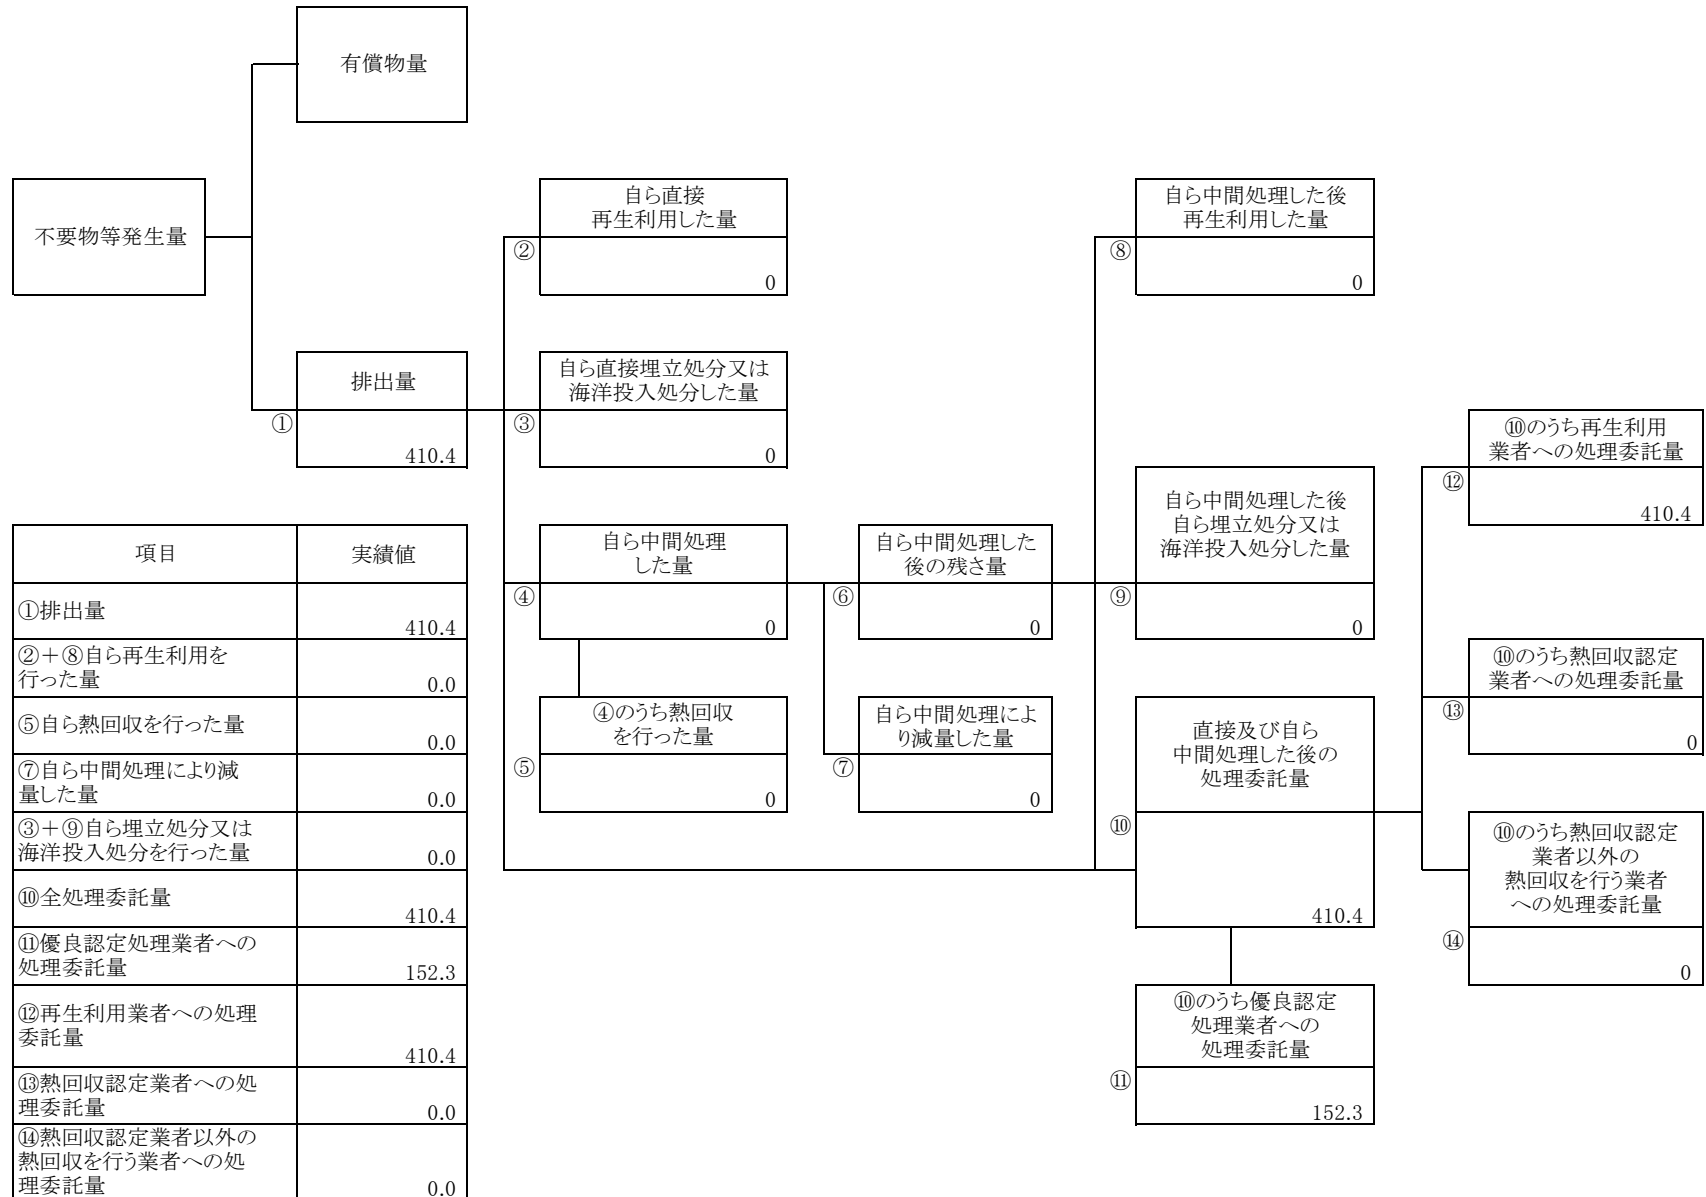 有償物量
不要物等発生量
自ら直接
再生利用した量
②
0
自ら中間処理した後
再生利用した量
⑧
0
排出量
①
410.4
自ら直接埋立処分又は
海洋投入処分した量
③
0
⑩のうち再生利用
業者への処理委託量
⑫
410.4
自ら中間処理
した量
④
0
自ら中間処理した
後の残さ量
⑥
0
自ら中間処理した後
自ら埋立処分又は
海洋投入処分した量
⑨
0
⑩のうち熱回収認定
業者への処理委託量
⑬
0
④のうち熱回収
を行った量
⑤
0
自ら中間処理によ
り減量した量
⑦
0
直接及び自ら
中間処理した後の
処理委託量
⑩
410.4
⑩のうち熱回収認定
業者以外の
熱回収を行う業者
への処理委託量
⑭
0
⑩のうち優良認定
処理業者への
処理委託量
⑪
152.3
項目 実績値
①排出量 410.4
②+⑧自ら再生利用を
行った量 0.0
⑤自ら熱回収を行った量 0.0
⑦自ら中間処理により減
量した量 0.0
③+⑨自ら埋立処分又は
海洋投入処分を行った量 0.0
⑩全処理委託量 410.4
⑪優良認定処理業者への
処理委託量 152.3
⑫再生利用業者への処理
委託量 410.4
⑬熱回収認定業者への処
理委託量 0.0
⑭熱回収認定業者以外の
熱回収を行う業者への処
理委託量 0.0